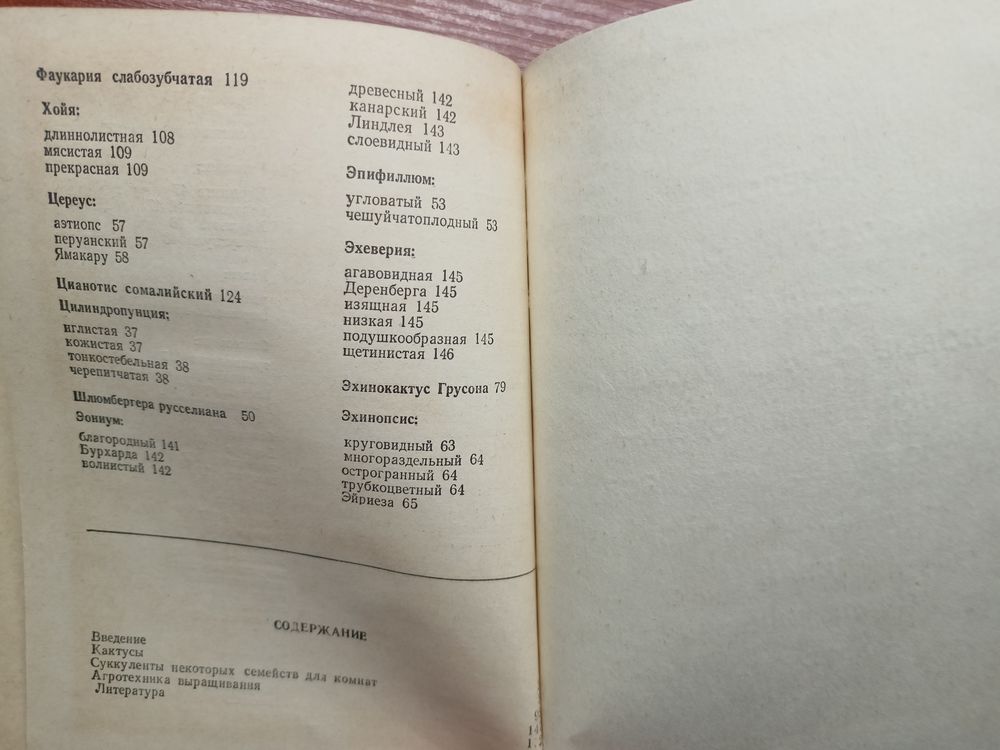 Фаукария слабозубчатая 119
Хойя:
длиннолистная 108
мясистая 109
прекрасная 109
Цереус:
аэтиопс 57
перуанский 57
Ямакару 58
Цианотис сомалийский 124
Цилиндропунция:
иглистая 37
кожистая 37
тонкостебельная 38
черепитчатая 38
Шлюмбергера русселиана 50
Эониум:
благородный 141
Бурхарда 142
волнистый 142
древесный 142
канарский 142
Линдлея 143
слоевидный 143
Эпифиллюм:
угловатый 53
чешуйчатоплодный 53
Эхеверия:
агавовидная 145
Деренберга 145
изящная 145
низкая 145
подушкообразная 145
щетинистая 146
Эхинокактус Грусона 79
Эхинопсис:
круговидный 63
многораздельный 64
острогранный 64
трубкоцветный 64
Эйриеза 65
СОДЕРЖАНИЕ
Введение
Кактусы
Суккуленты некоторых семейств для комнат
Агротехника выращивания
Литература